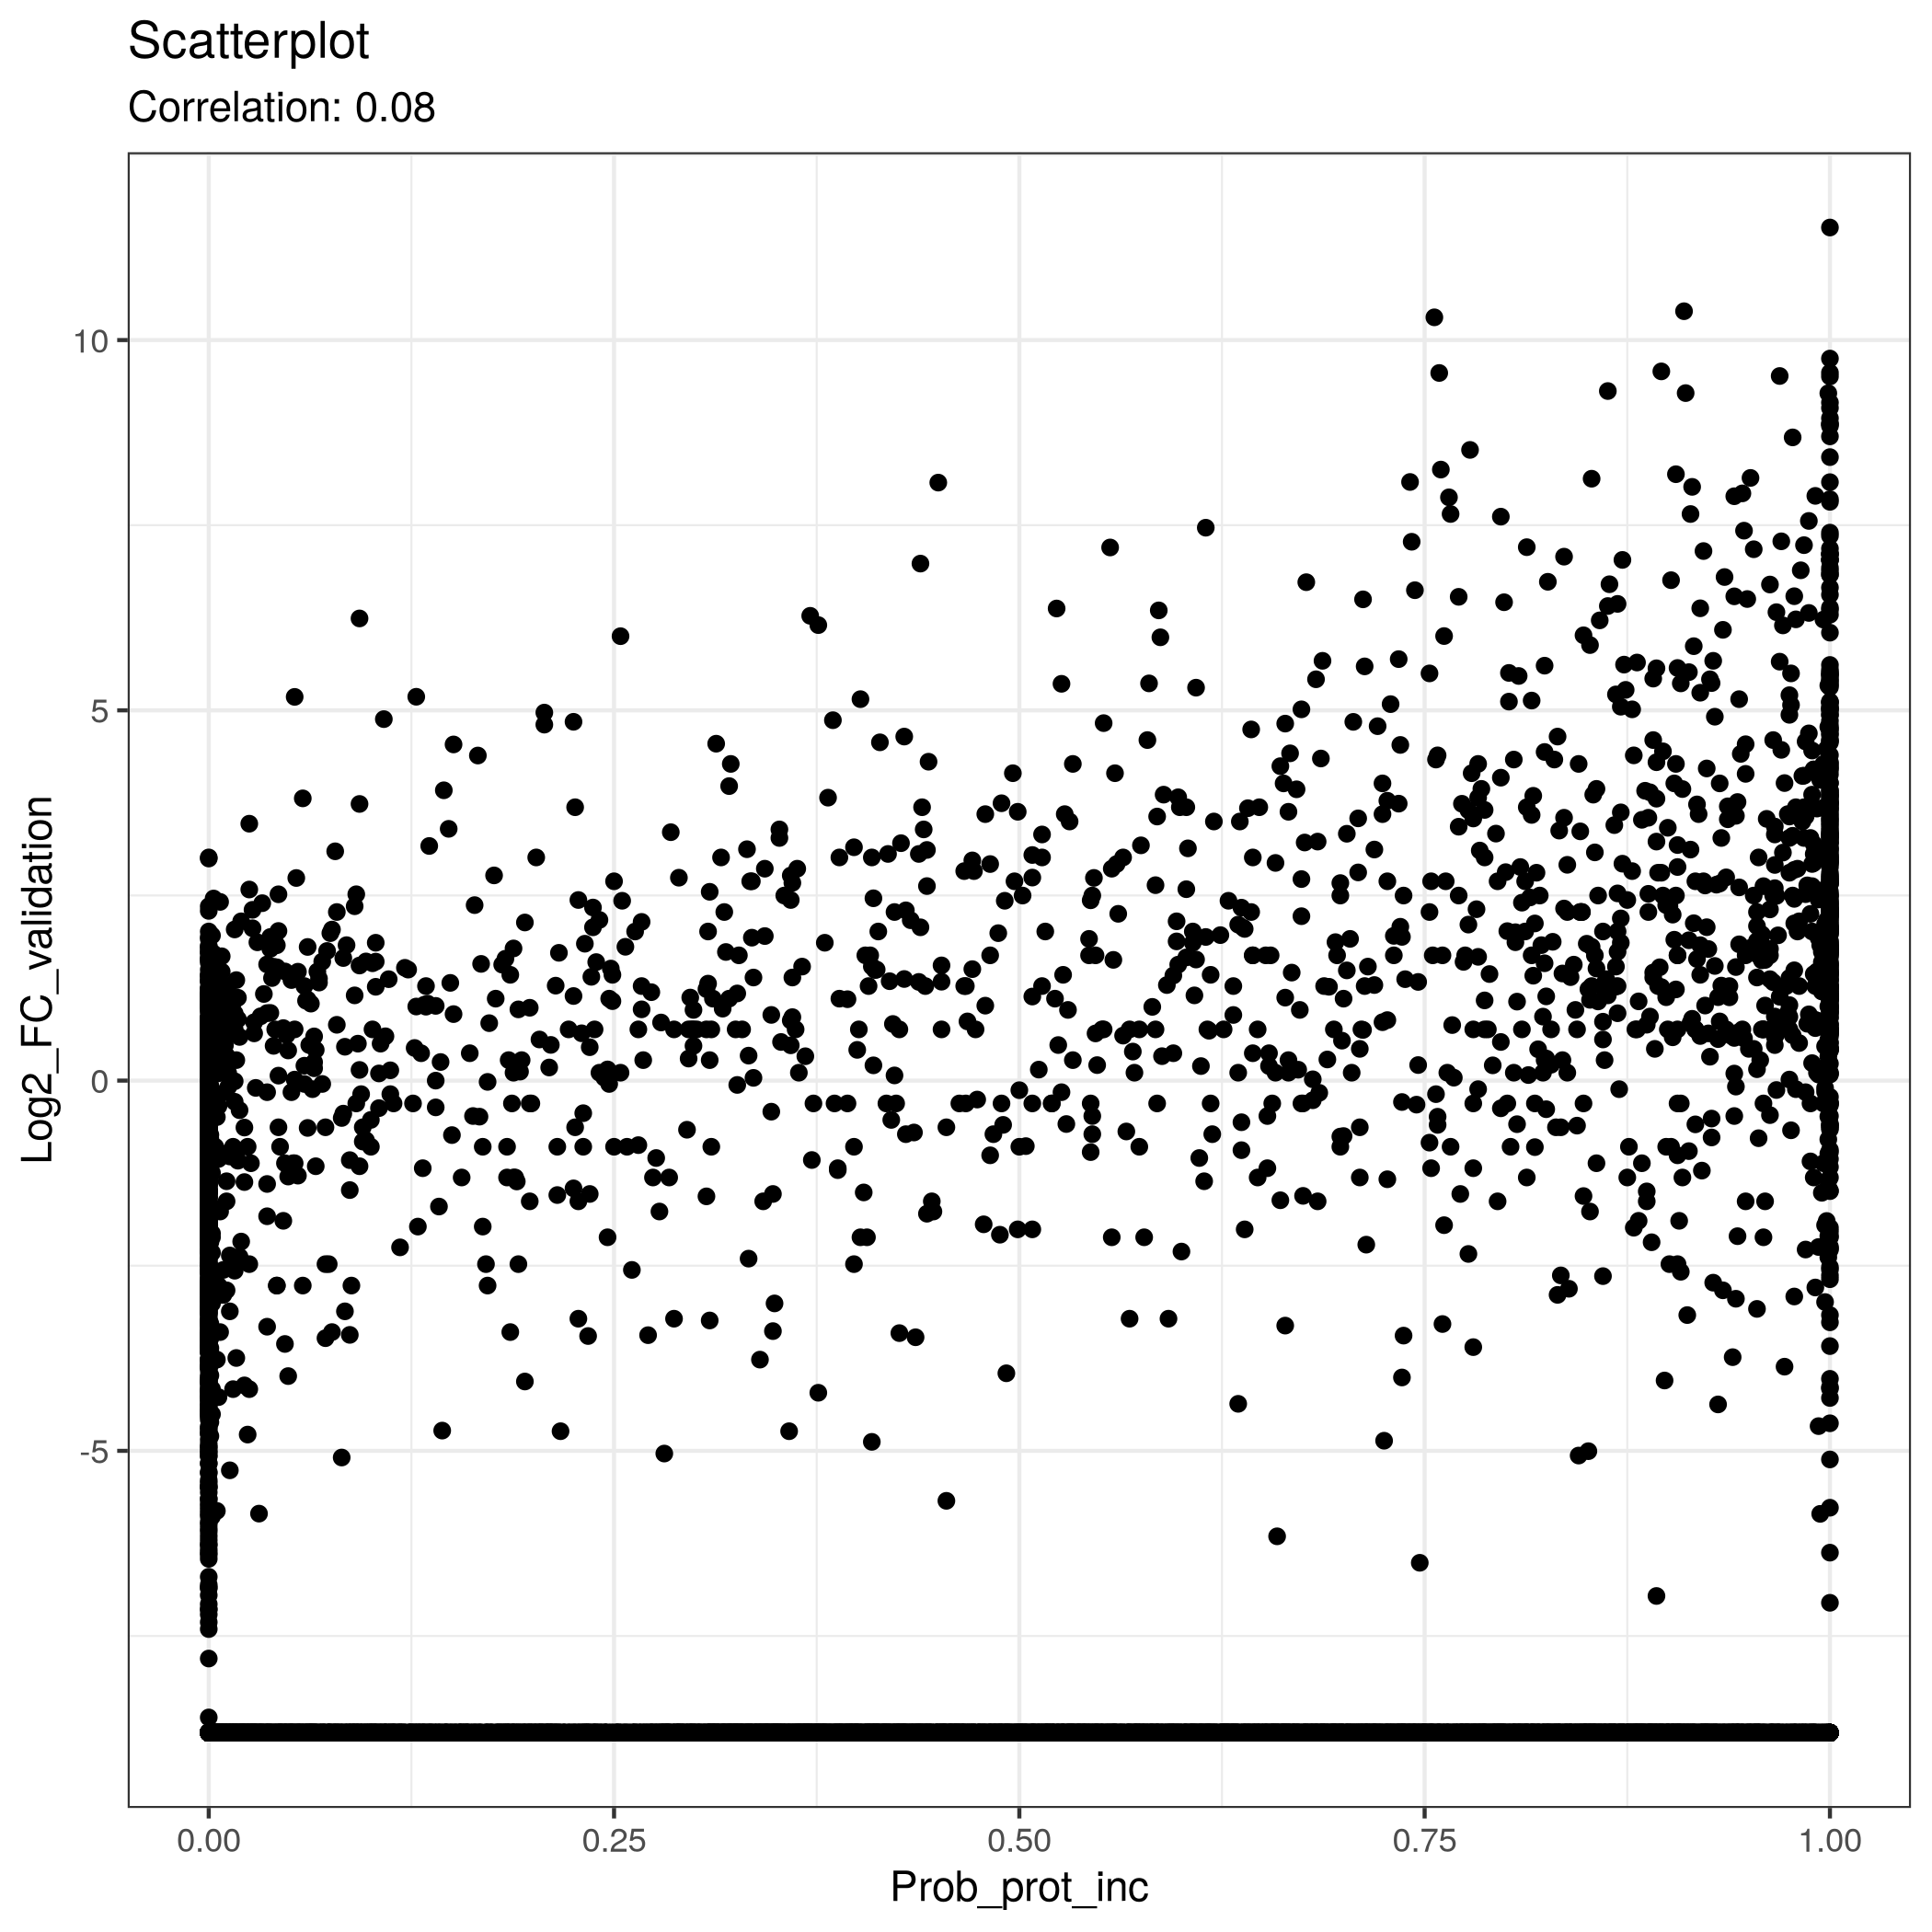 Scatterplot
Correlation: 0.08
10
5
0
-5
Log2_FC_validation
0.00 0.25 0.50 0.75 1.00
Prob_prot_inc